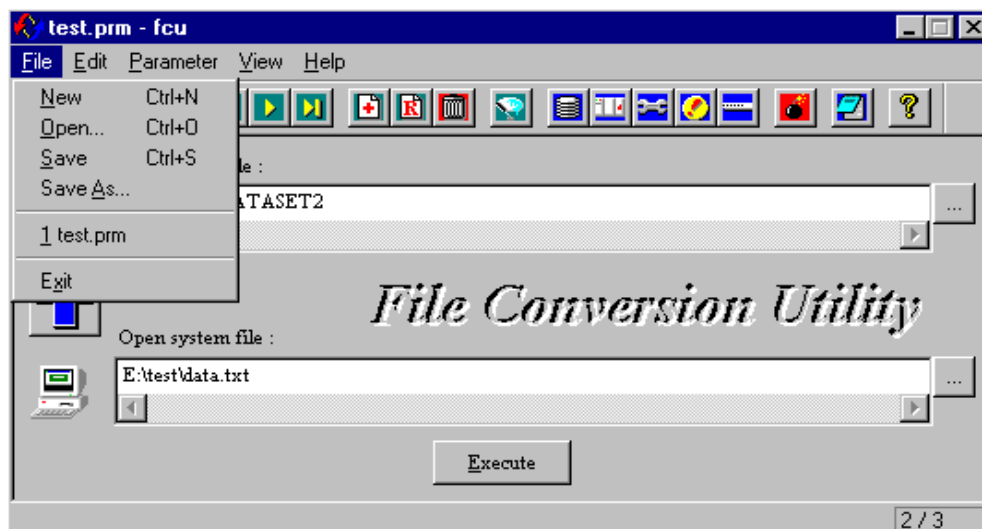 test.prm - fcu
File Edit Parameter View Help
New Ctrl+N
Open... Ctrl+O
Save Ctrl+S
Save As...
1 test.prm
Exit
le :
ATASET2
...
File Conversion Utility
Open system file :
E:\test\data.txt
...
Execute
2 / 3